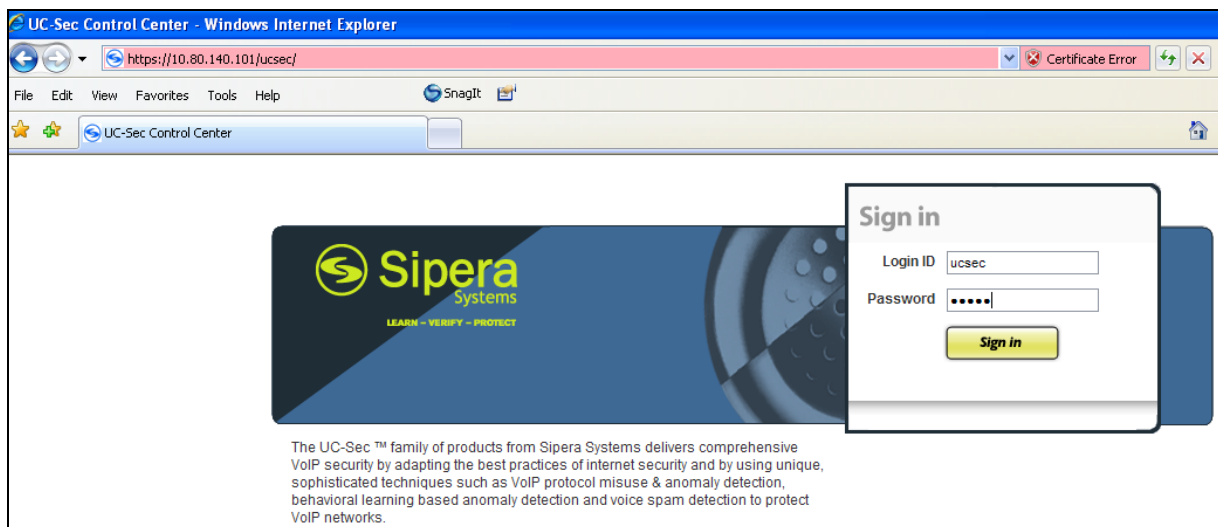 UC-Sec Control Center - Windows Internet Explorer
https://10.80.140.101/ucsec/
Certificate Error
File Edit View Favorites Tools Help
SnagIt
UC-Sec Control Center
Sign in
Login ID ucsec
Password •••••
Sign in
Sipera
Systems
LEARN – VERIFY – PROTECT
The UC-Sec ™ family of products from Sipera Systems delivers comprehensive
VoIP security by adapting the best practices of internet security and by using unique,
sophisticated techniques such as VoIP protocol misuse & anomaly detection,
behavioral learning based anomaly detection and voice spam detection to protect
VoIP networks.